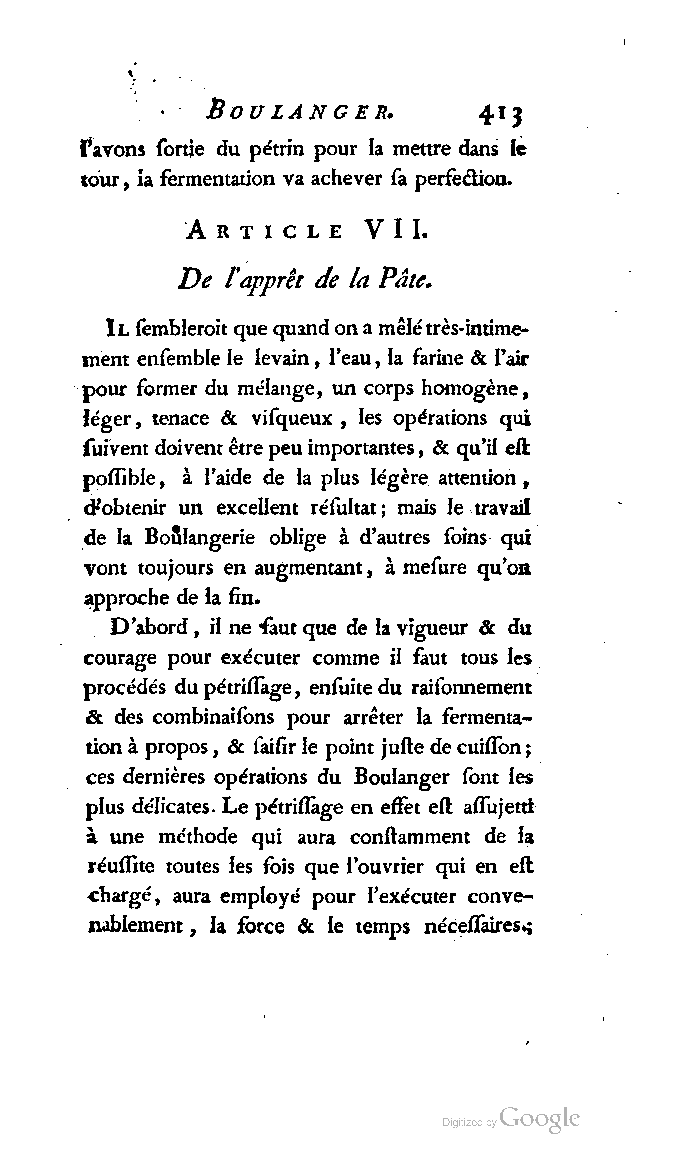 BOULANGER. 413
l'avons ſortie du pétrin pour la mettre dans le
tour, la fermentation va achever ſa perfection.
ARTICLE VII.
De l'apprêt de la Pâte.
IL ſembleroit que quand on a mêlé très-intime-
ment enſemble le levain, l'eau, la farine & l'air
pour former du mélange, un corps homogène,
léger, tenace & viſqueux, les opérations qui
ſuivent doivent être peu importantes, & qu'il eſt
poſſible, à l'aide de la plus légère attention,
d'obtenir un excellent réſultat; mais le travail
de la Boulangerie oblige à d'autres ſoins qui
vont toujours en augmentant, à meſure qu'on
approche de la fin.
D'abord, il ne faut que de la vigueur & du
courage pour exécuter comme il faut tous les
procédés du pétriſſage, enſuite du raiſonnement
& des combinaiſons pour arrêter la fermenta-
tion à propos, & ſaiſir le point juſte de cuiſſon;
ces dernières opérations du Boulanger ſont les
plus délicates. Le pétriſſage en effet eſt aſſujetti
à une méthode qui aura conſtamment de la
réuſſite toutes les fois que l'ouvrier qui en eſt
chargé, aura employé pour l'exécuter conve-
nablement, la force & le temps néceſſaires;
Digitized by Google